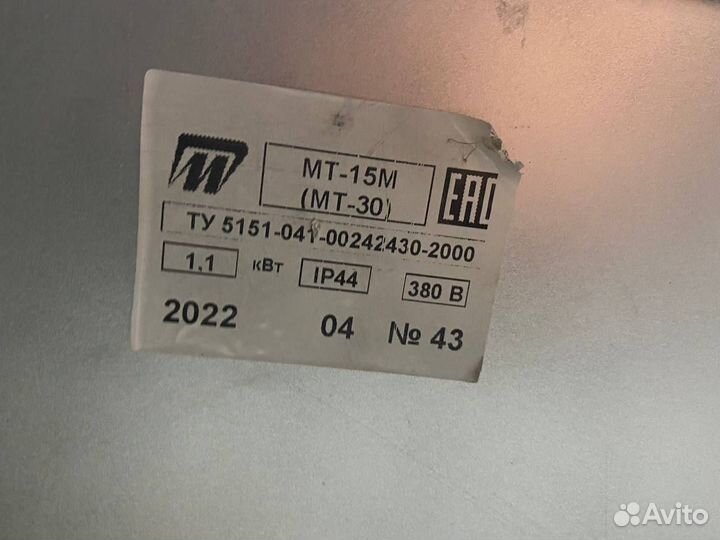 МТ-15М
(МТ-30)
EAC
ТУ 5151-041-00242430-2000
1,1 кВт IP44 380 В
2022 04 № 43
Avito